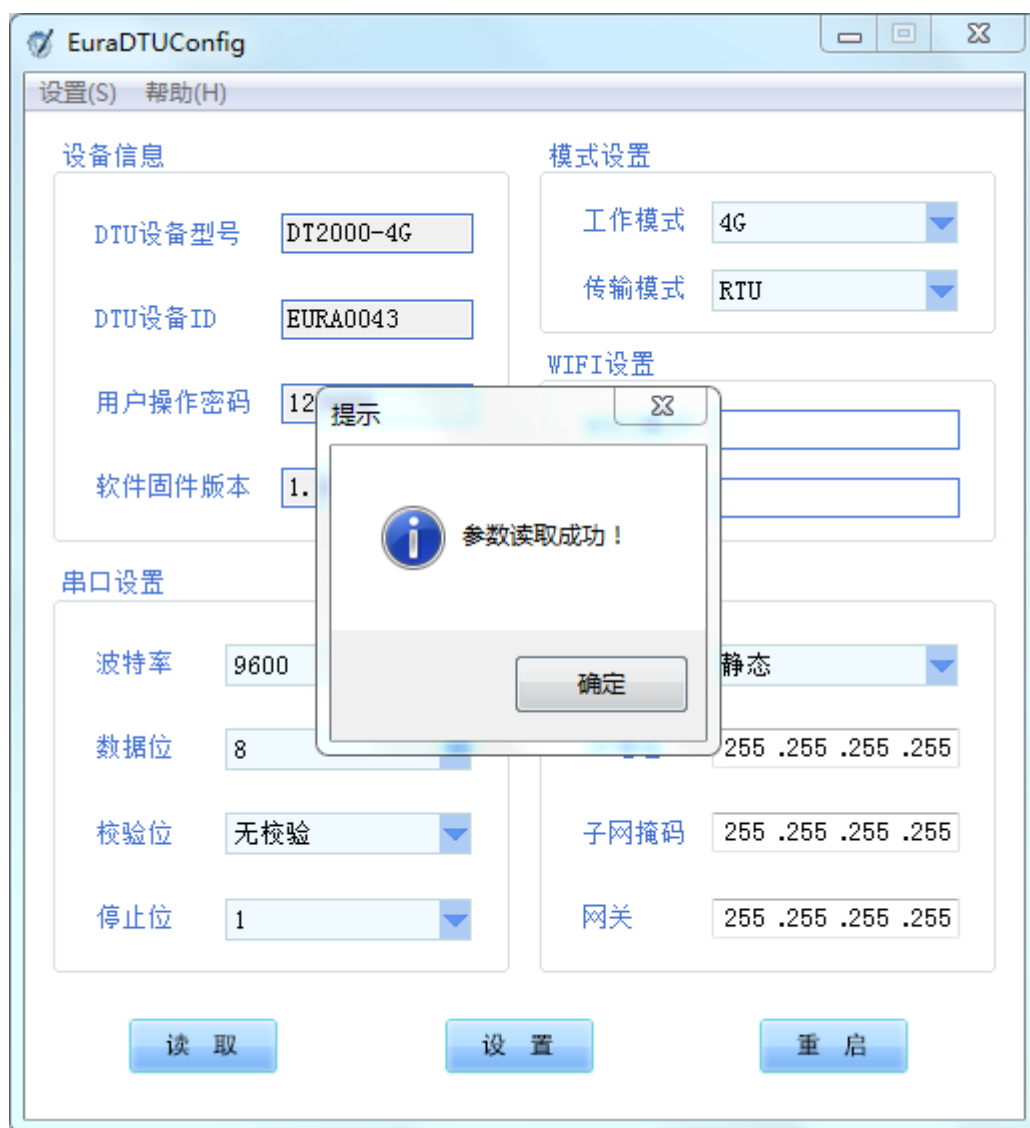 EuraDTUConfig
设置(S) 帮助(H)
设备信息
DTU设备型号 DT2000-4G
DTU设备ID EURA0043
用户操作密码 12
软件固件版本 1.
模式设置
工作模式 4G
传输模式 RTU
WIFI设置
提示
参数读取成功！
确定
串口设置
波特率 9600
数据位 8
校验位 无校验
停止位 1
静态
255 .255 .255 .255
子网掩码 255 .255 .255 .255
网关 255 .255 .255 .255
读 取
设 置
重 启